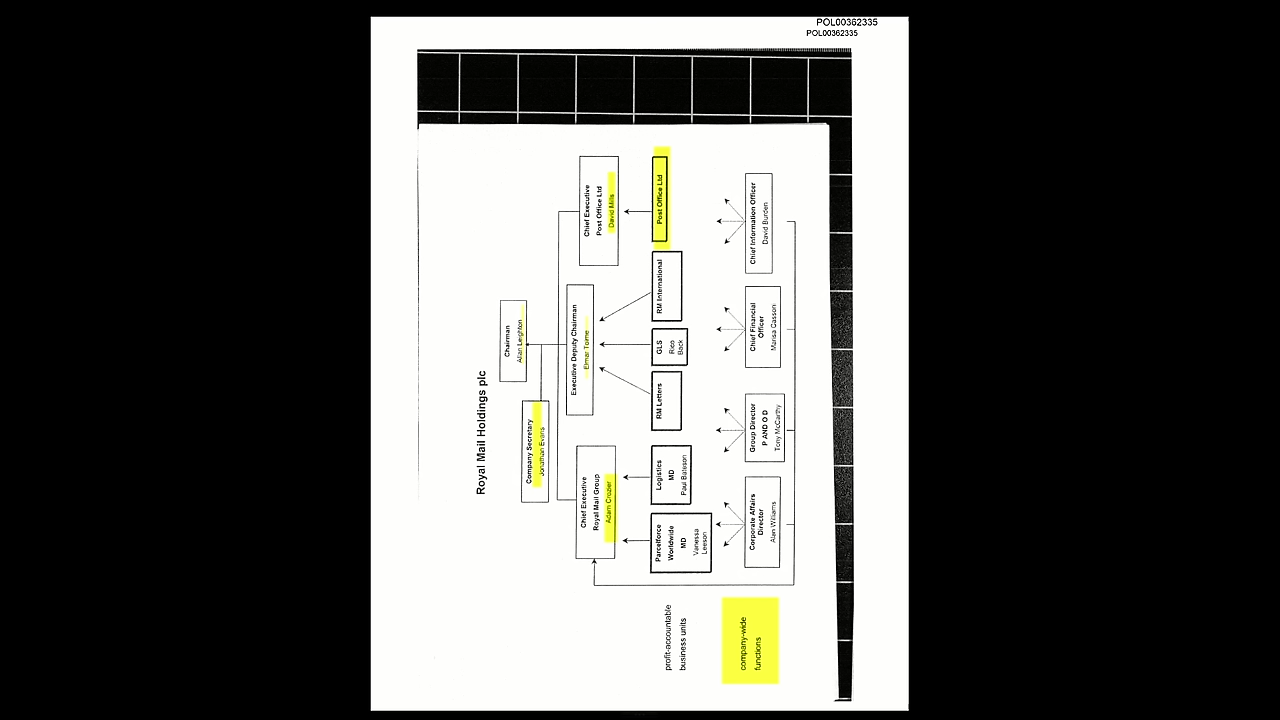 POL00362335
POL00362335
Royal Mail Holdings plc
Chairman
Allan Leighton
Company Secretary
Jonathan Evans
Chief Executive
Royal Mail Group
Adam Crozier
Executive Deputy Chairman
Elmar Toime
Chief Executive
Post Office Ltd
David Mills
profit-accountable
business units
Parcelforce
Worldwide
MD
Vanessa
Leeson
Logistics
MD
Paul Bateson
RM Letters
GLS
Rico
Back
RM International
Post Office Ltd
company-wide
functions
Corporate Affairs
Director
Alan Williams
Group Director
P AND O D
Tony McCarthy
Chief Financial
Officer
Marisa Cassoni
Chief Information Officer
David Burden